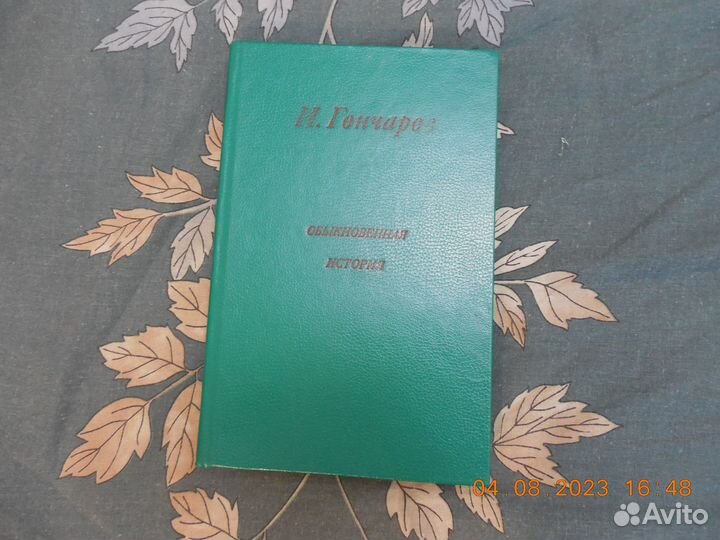 И. Гончаров
ОБЫКНОВЕННАЯ
ИСТОРИЯ
04.08.2023 16:48
Avito